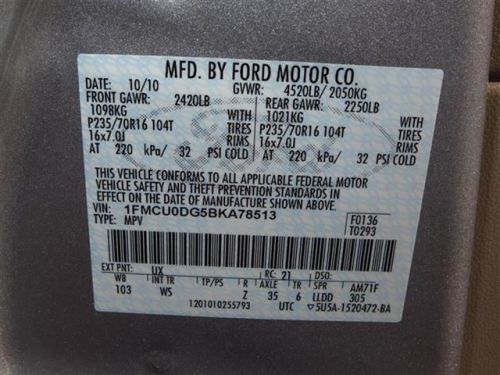 MFD. BY FORD MOTOR CO.
DATE: 10/10 GVWR: 4520LB/ 2050KG
FRONT GAWR: 2420LB REAR GAWR: 2250LB
1098KG 1021KG
P235/70R16 104T TIRES P235/70R16 104T TIRES
16x7.0J RIMS 16x7.0J RIMS
AT 220 kPa/ 32 PSI COLD AT 220 kPa/ 32 PSI COLD
THIS VEHICLE CONFORMS TO ALL APPLICABLE FEDERAL MOTOR
VEHICLE SAFETY AND THEFT PREVENTION STANDARDS IN
EFFECT ON THE DATE OF MANUFACTURE SHOWN ABOVE.
VIN: 1FMCU0DG5BKA78513 F0136
TYPE: MPV T0293
EXT PNT: UX RC: 21 DSO:
WB INT TR TP/PS R AXLE TR SPR AM71F
103 WS Z 35 6 LLDD 305
1201010255793 UTC ▽5U5A-1520472-BA